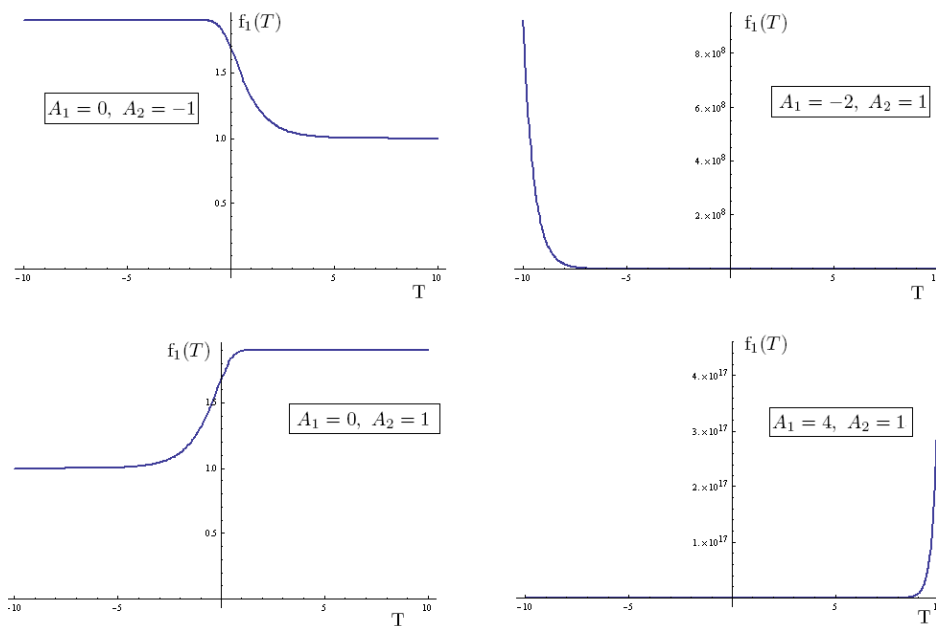 f₁(T)
1.5
A₁ = 0, A₂ = −1
1.0
0.5
-10 -5 5 10
T
f₁(T)
8.×10⁸
A₁ = −2, A₂ = 1
6.×10⁸
4.×10⁸
2.×10⁸
-10 -5 5 10
T
f₁(T)
1.5
A₁ = 0, A₂ = 1
1.0
0.5
-10 -5 5 10
T
f₁(T)
4.×10¹⁷
A₁ = 4, A₂ = 1
3.×10¹⁷
2.×10¹⁷
1.×10¹⁷
-10 -5 5 10
T